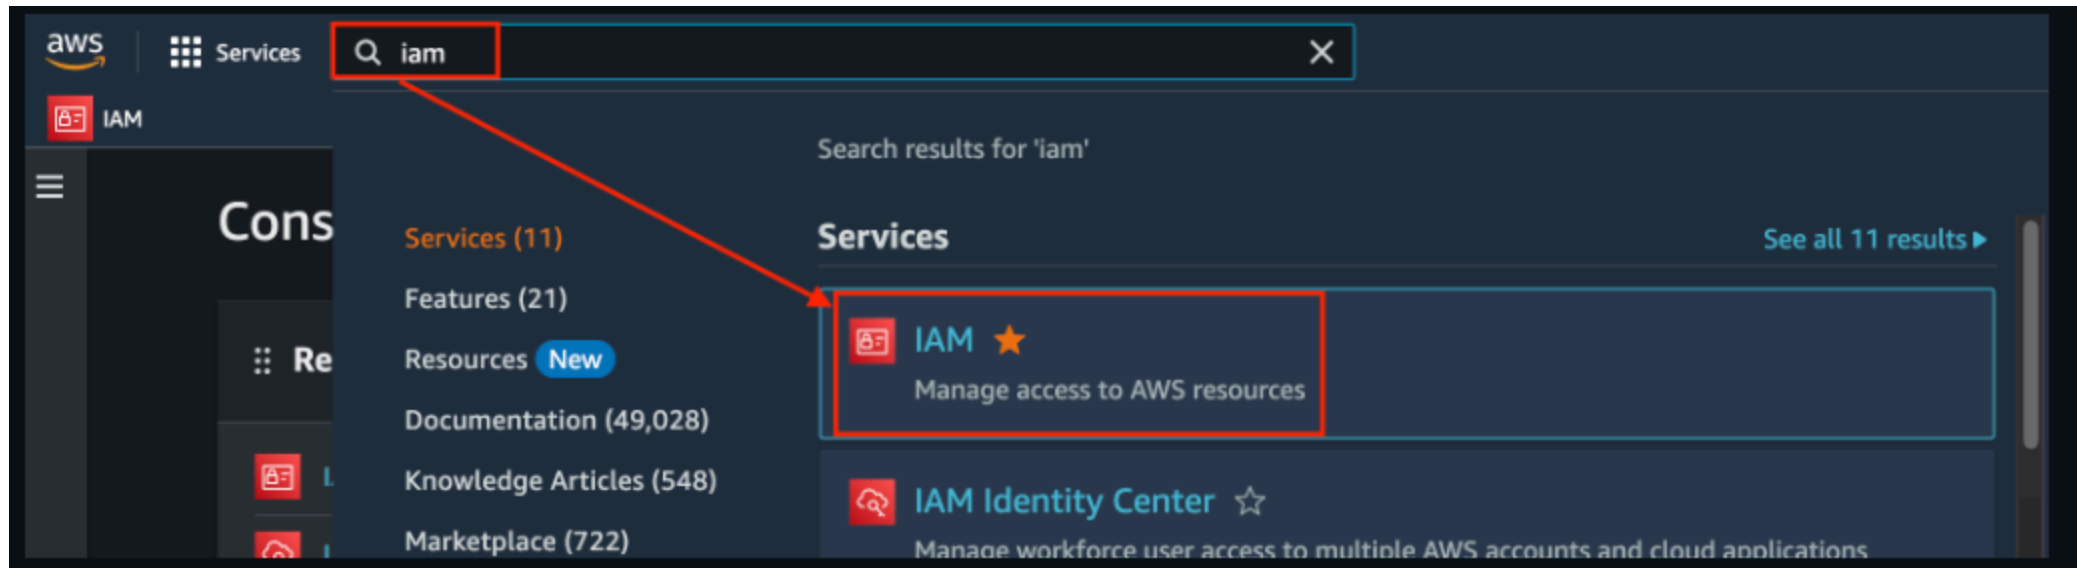 aws
Services
iam
IAM
Search results for 'iam'
Cons
Services (11)
Services
See all 11 results
Features (21)
Re
IAM
Manage access to AWS resources
Resources New
Documentation (49,028)
Knowledge Articles (548)
IAM Identity Center
Marketplace (722)
Manage workforce user access to multiple AWS accounts and cloud applications